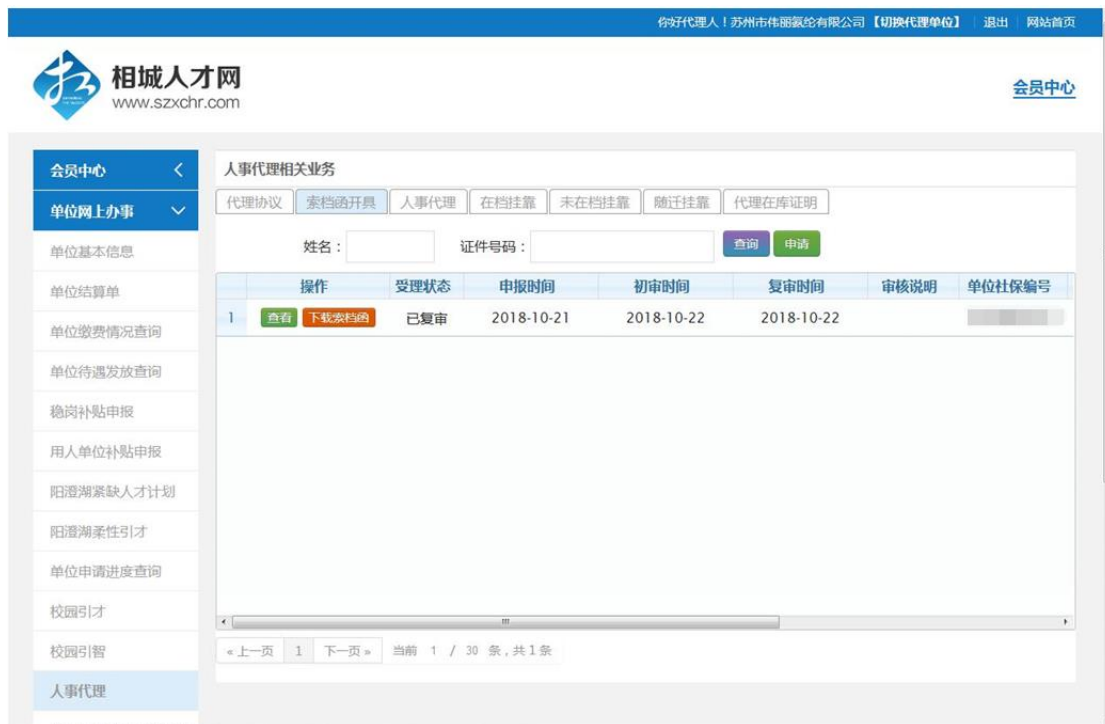 你好代理人！苏州市伟丽氨纶有限公司【切换代理单位】 退出 网站首页
相城人才网
www.szxchr.com
会员中心
会员中心
人事代理相关业务
单位网上办事
代理协议 索档函开具 人事代理 在档挂靠 未在档挂靠 随迁挂靠 代理在库证明
姓名： 证件号码： 查询 申请
操作 受理状态 申报时间 初审时间 复审时间 审核说明 单位社保编号
1 查看 下载索档函 已复审 2018-10-21 2018-10-22 2018-10-22
单位基本信息
单位结算单
单位缴费情况查询
单位待遇发放查询
稳岗补贴申报
用人单位补贴申报
阳澄湖紧缺人才计划
阳澄湖柔性引才
单位申请进度查询
校园引才
校园引智
人事代理
«上一页 1 下一页» 当前 1 / 30 条,共1条